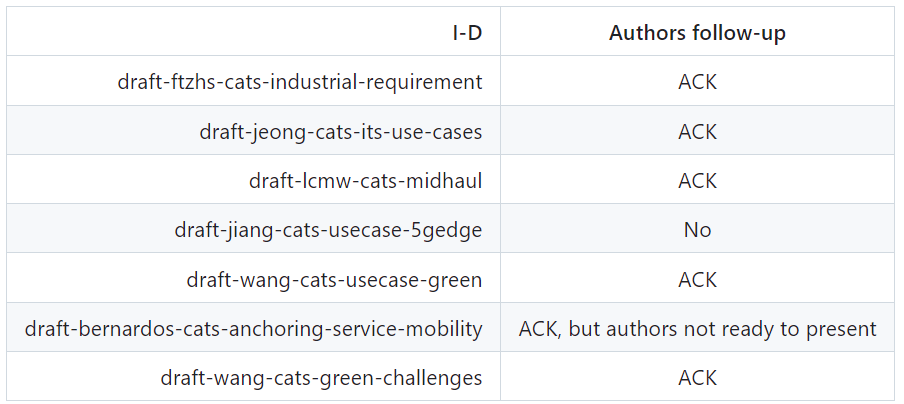 I-D Authors follow-up
draft-ftzhs-cats-industrial-requirement ACK
draft-jeong-cats-its-use-cases ACK
draft-lcmw-cats-midhaul ACK
draft-jiang-cats-usecase-5gedge No
draft-wang-cats-usecase-green ACK
draft-bernardos-cats-anchoring-service-mobility ACK, but authors not ready to present
draft-wang-cats-green-challenges ACK